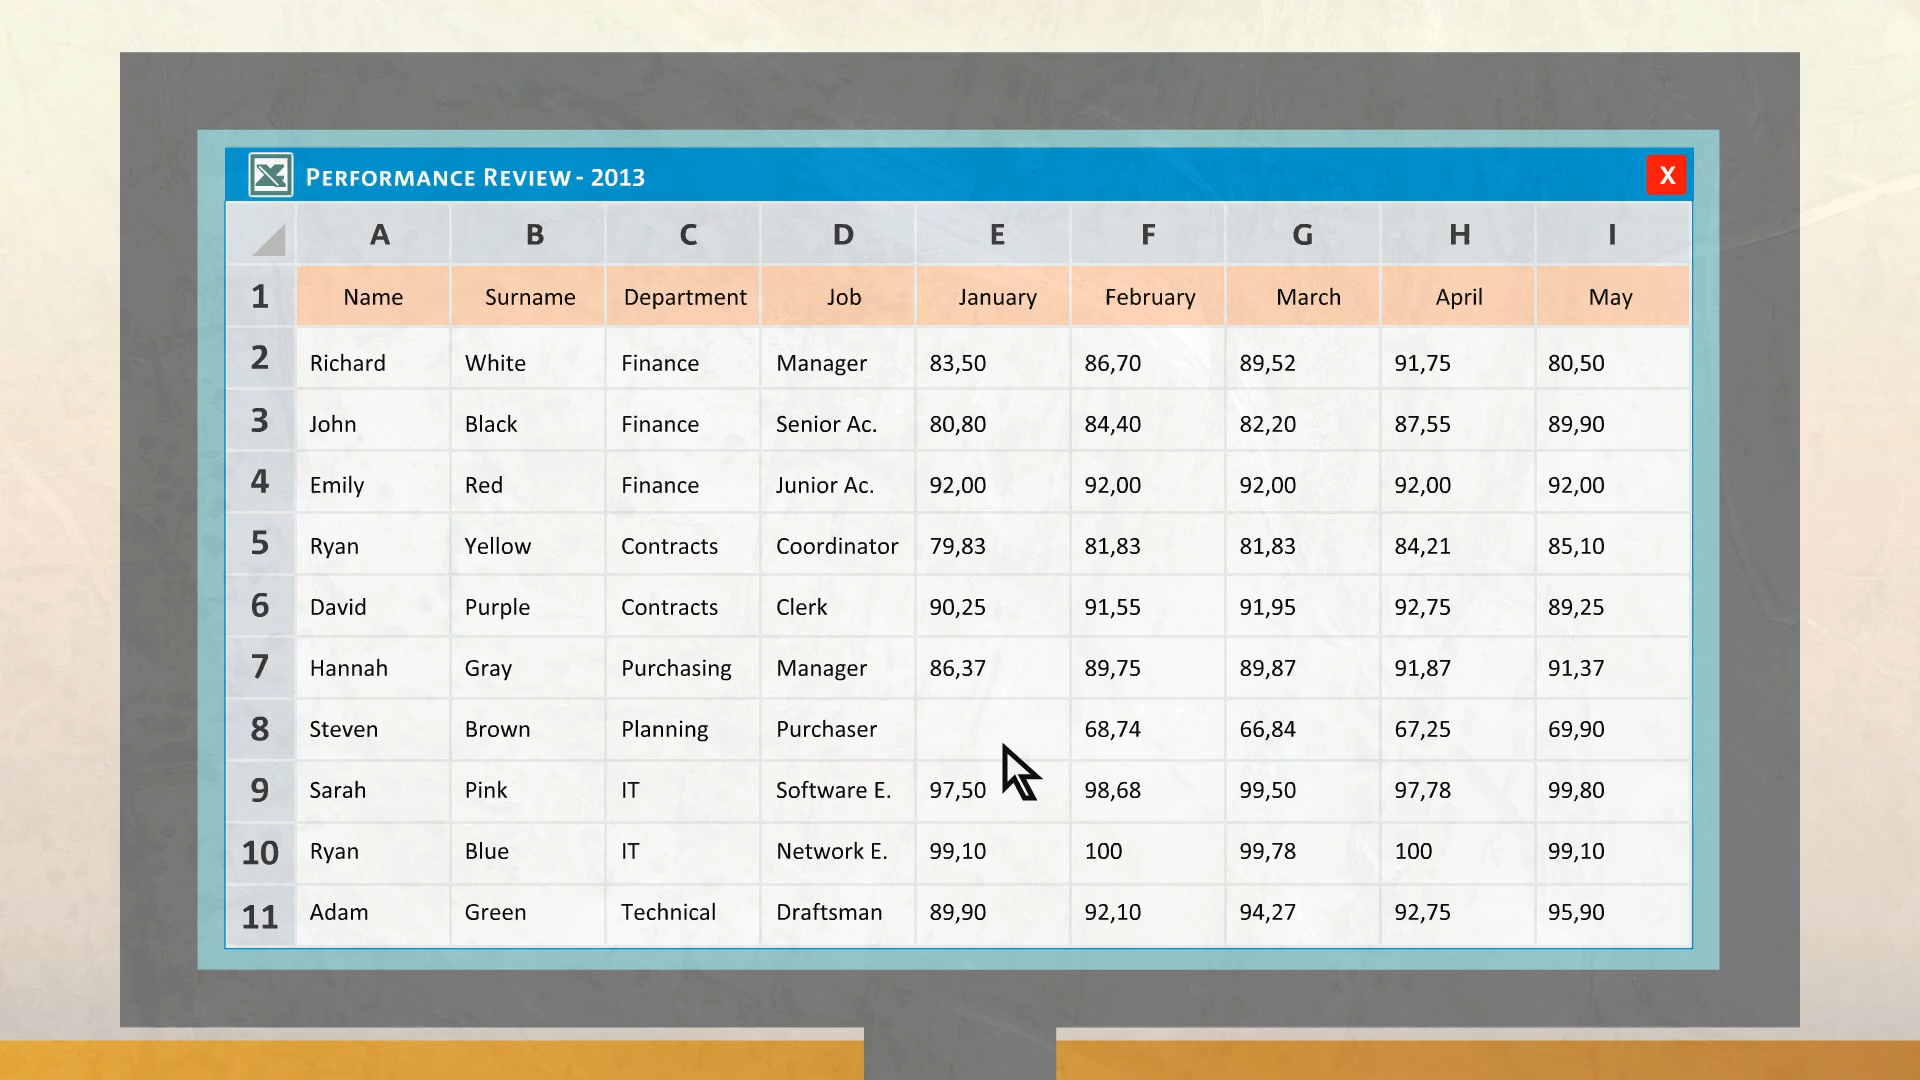 PERFORMANCE REVIEW - 2013 X
A B C D E F G H I
1 Name Surname Department Job January February March April May
2 Richard White Finance Manager 83,50 86,70 89,52 91,75 80,50
3 John Black Finance Senior Ac. 80,80 84,40 82,20 87,55 89,90
4 Emily Red Finance Junior Ac. 92,00 92,00 92,00 92,00 92,00
5 Ryan Yellow Contracts Coordinator 79,83 81,83 81,83 84,21 85,10
6 David Purple Contracts Clerk 90,25 91,55 91,95 92,75 89,25
7 Hannah Gray Purchasing Manager 86,37 89,75 89,87 91,87 91,37
8 Steven Brown Planning Purchaser 68,74 66,84 67,25 69,90
9 Sarah Pink IT Software E. 97,50 98,68 99,50 97,78 99,80
10 Ryan Blue IT Network E. 99,10 100 99,78 100 99,10
11 Adam Green Technical Draftsman 89,90 92,10 94,27 92,75 95,90